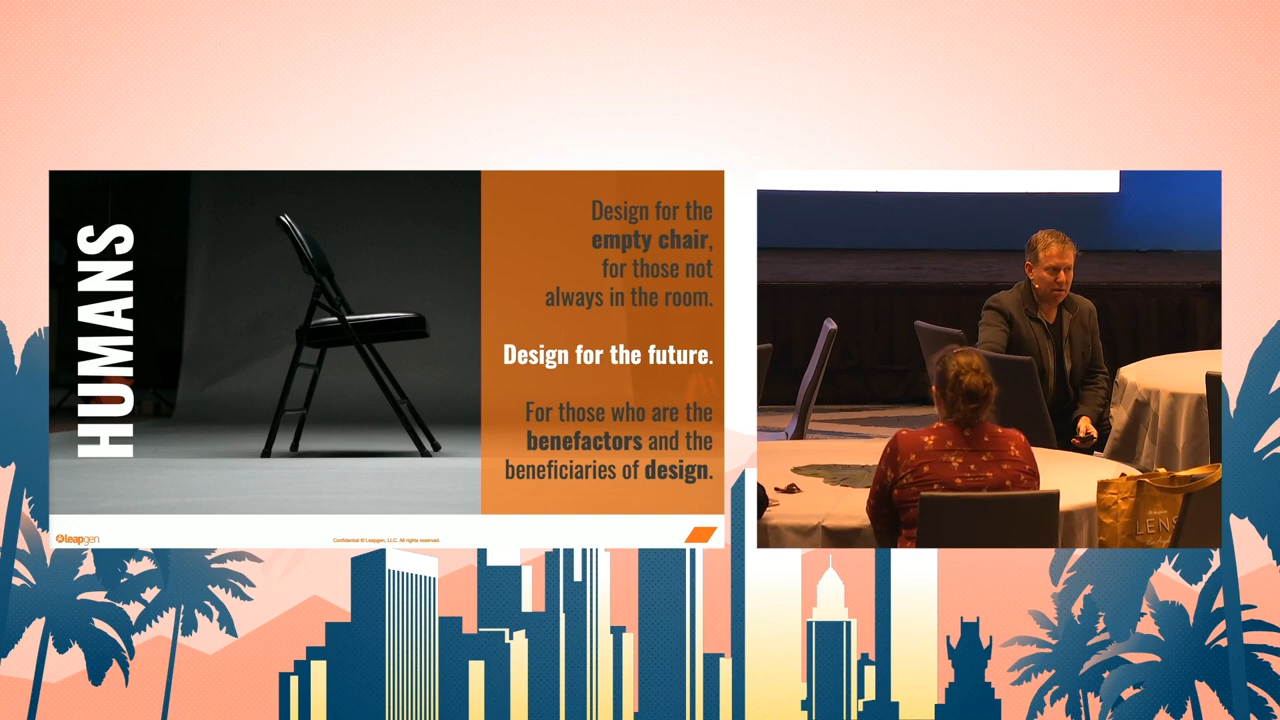 HUMANS
Design for the
empty chair,
for those not
always in the room.
Design for the future.
For those who are the
benefactors and the
beneficiaries of design.
leapgen
Confidential © Leapgen, LLC. All rights reserved.
LENS